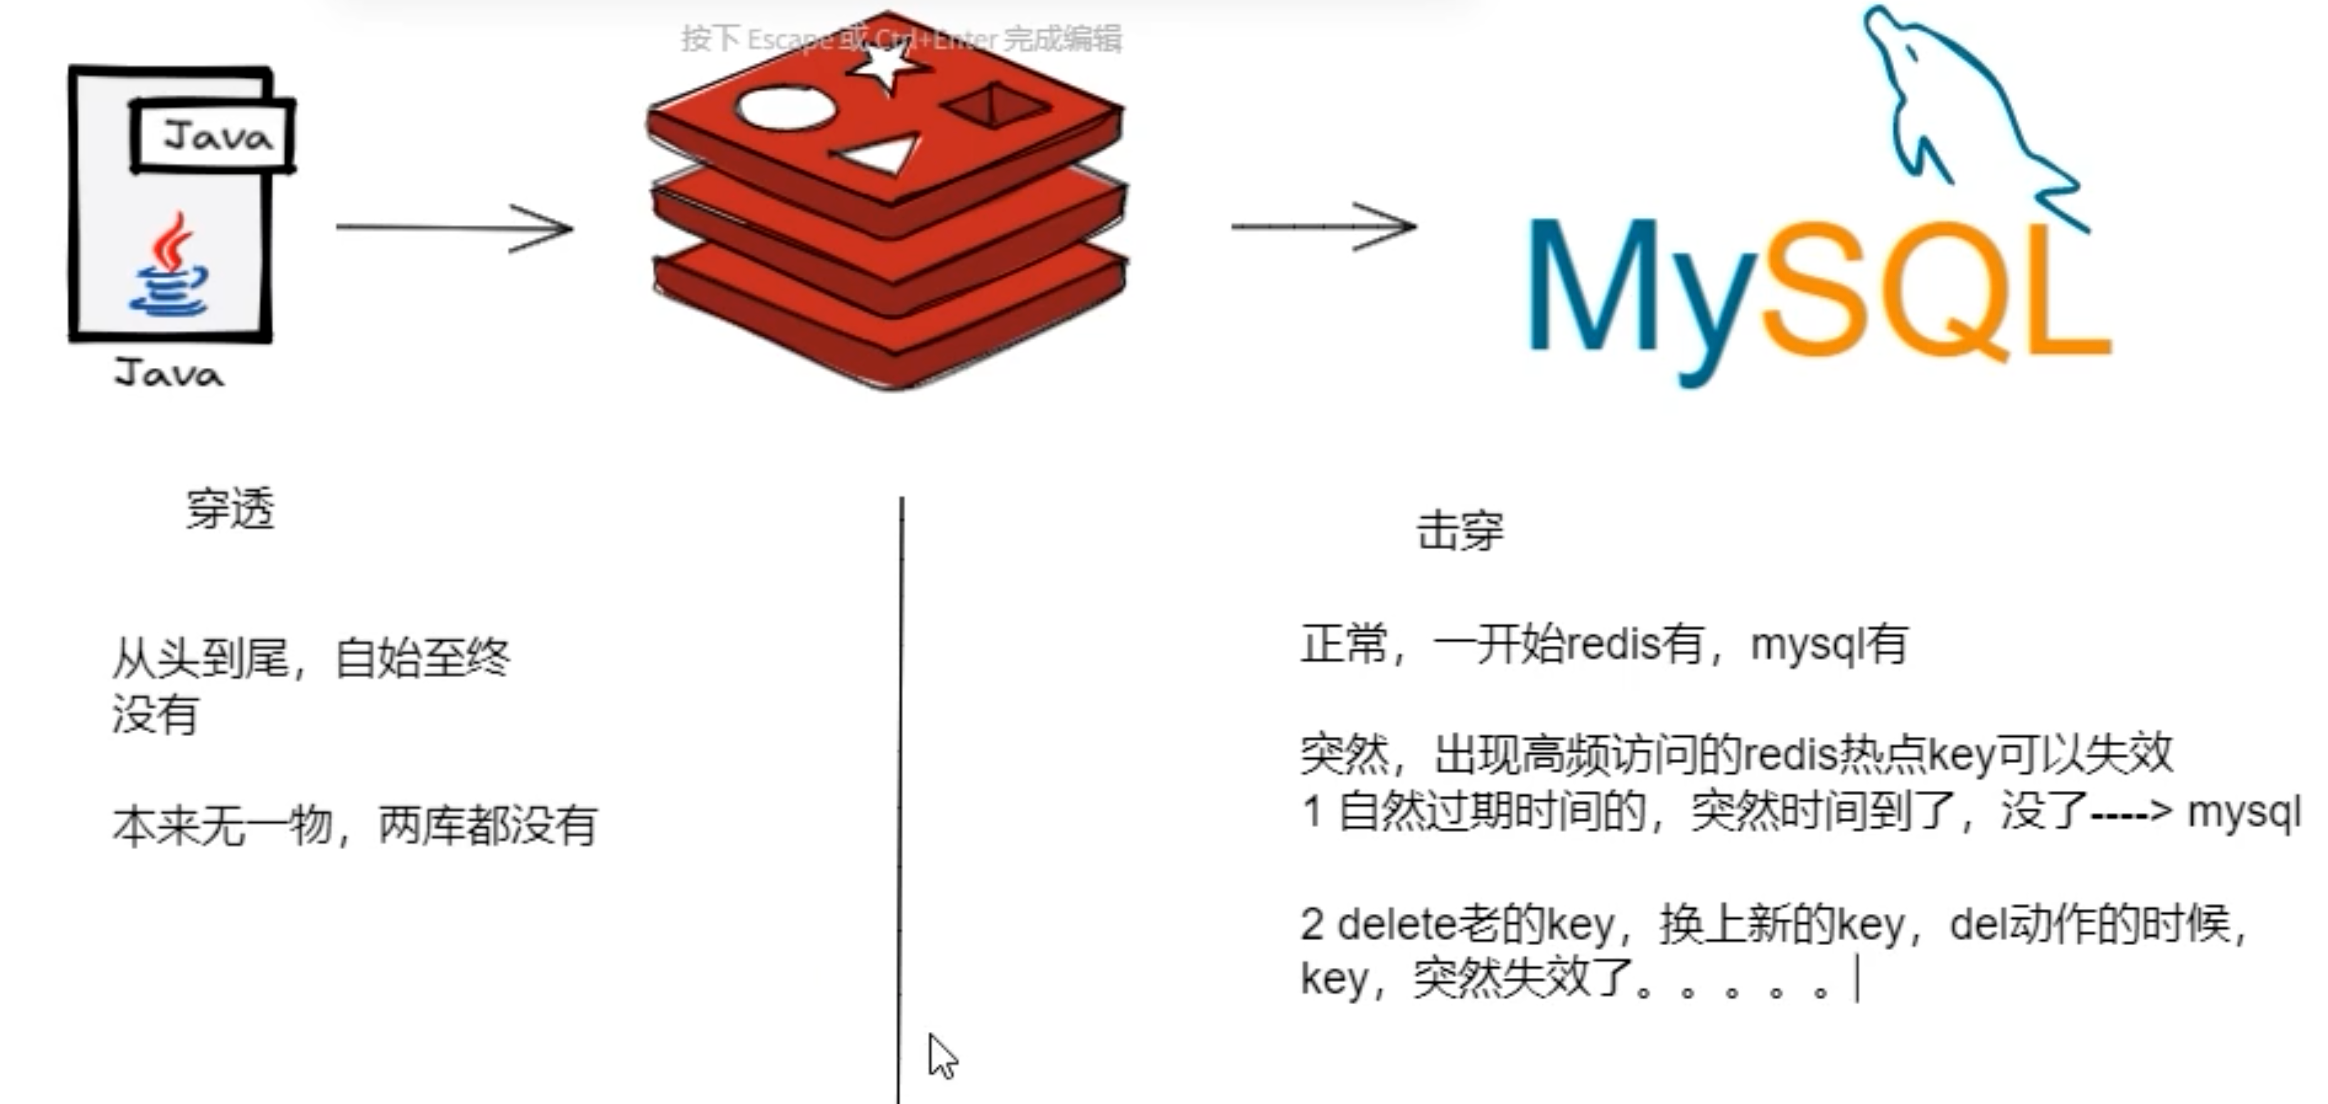 按下 Escape 或 Ctrl+Enter 完成编辑
Java
Java
MySQL
穿透
从头到尾，自始至终
没有
本来无一物，两库都没有
击穿
正常，一开始redis有，mysql有
突然，出现高频访问的redis热点key可以失效
1 自然过期时间的，突然时间到了，没了----> mysql
2 delete老的key，换上新的key，del动作的时候，
key，突然失效了。。。。。